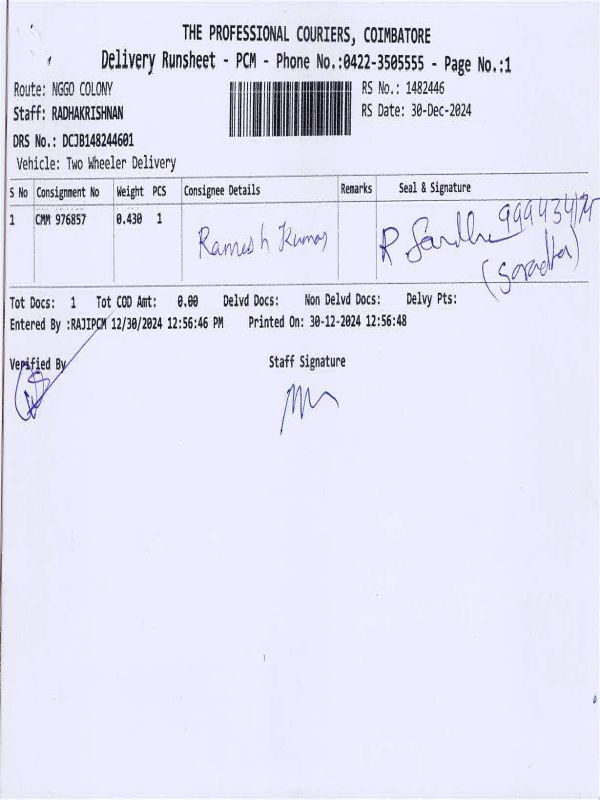 THE PROFESSIONAL COURIERS, COIMBATORE
Delivery Runsheet - PCM - Phone No.:0422-3505555 - Page No.:1
Route: NGGO COLONY
RS No.: 1482446
Staff: RADHAKRISHNAN
RS Date: 30-Dec-2024
DRS No.: DCJB148244601
Vehicle: Two Wheeler Delivery
S No Consignment No Weight PCS Consignee Details Remarks Seal & Signature
1 CMM 976857 0.430 1 Ramesh Kumar R
Tot Docs: 1 Tot COD Amt: 0.00 Delvd Docs: Non Delvd Docs: Delvy Pts:
Entered By :RAJIPCM 12/30/2024 12:56:46 PM Printed On: 30-12-2024 12:56:48
Verified By Staff Signature